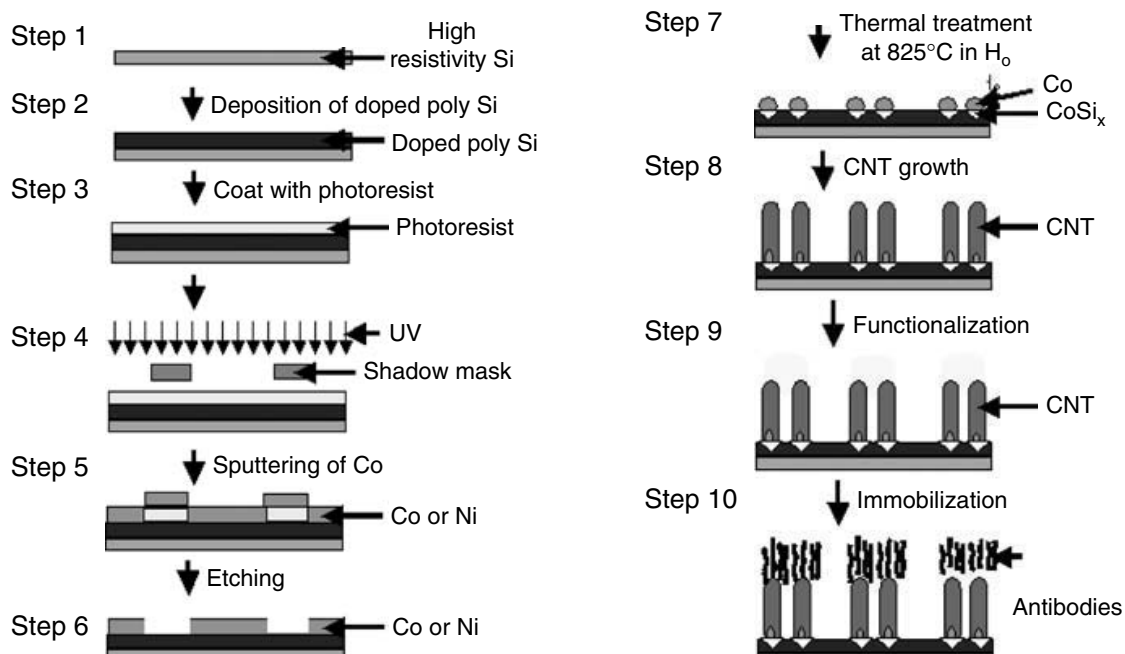 Step 1
High
resistivity Si
Step 2
Deposition of doped poly Si
Doped poly Si
Step 3
Coat with photoresist
Photoresist
Step 4
UV
Shadow mask
Step 5
Sputtering of Co
Co or Ni
Etching
Step 6
Co or Ni
Step 7
Thermal treatment
at 825°C in Ho
Co
CoSix
Step 8
CNT growth
CNT
Step 9
Functionalization
CNT
Step 10
Immobilization
Antibodies